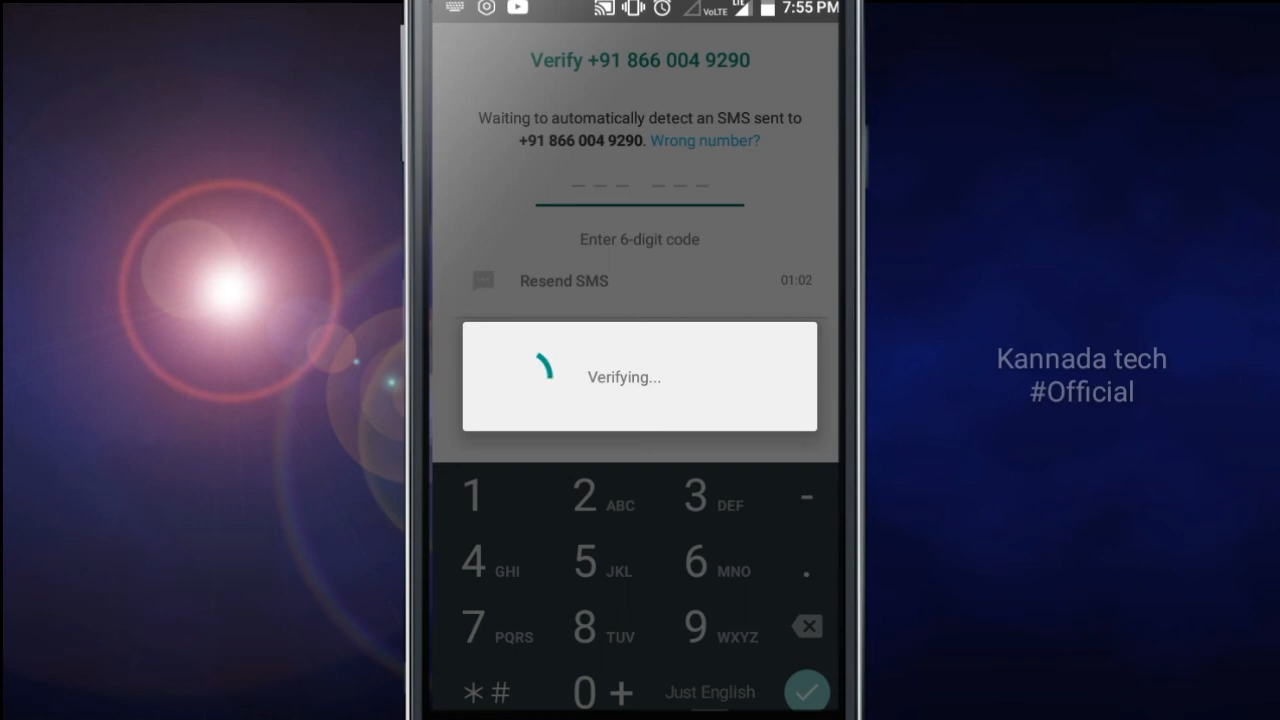 VoLTE LTE 7:55 PM
Verify +91 866 004 9290
Waiting to automatically detect an SMS sent to
+91 866 004 9290. Wrong number?
Enter 6-digit code
Resend SMS 01:02
Verifying...
1 2 ABC 3 DEF -
4 GHI 5 JKL 6 MNO .
7 PQRS 8 TUV 9 WXYZ
*# 0 + Just English
Kannada tech
#Official